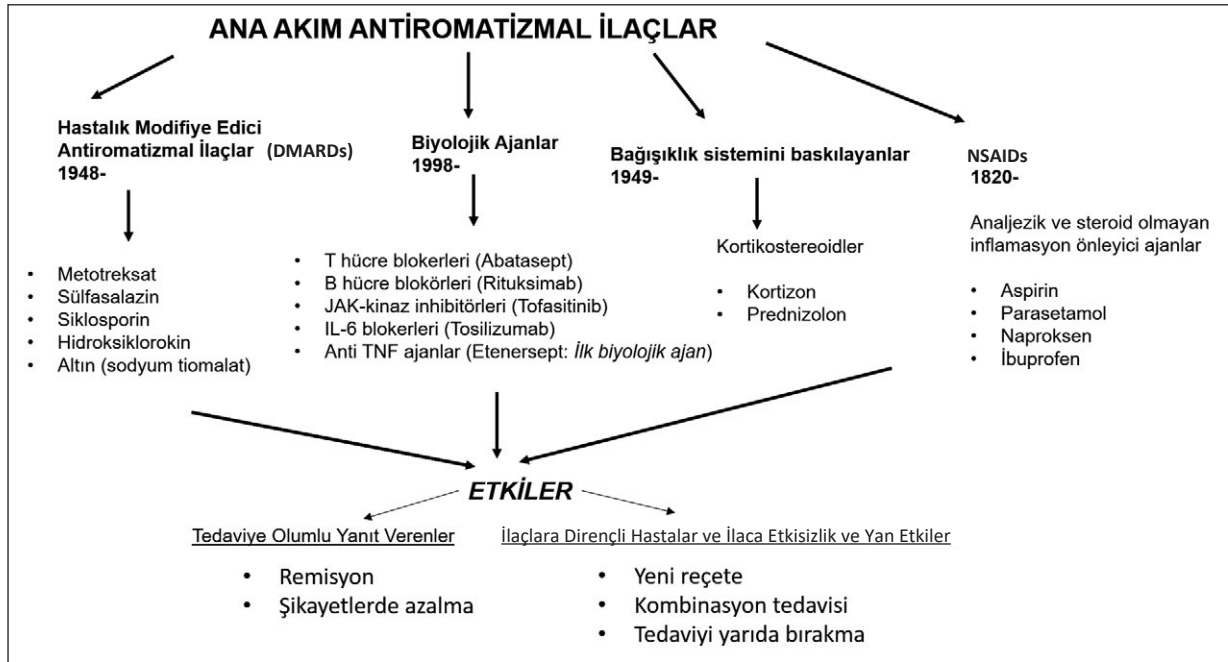 ANA AKIM ANTİROMATİZMAL İLAÇLAR
Hastalık Modifiye Edici
Antiromatizmal İlaçlar (DMARDs)
1948-
• Metotreksat
• Sülfasalazin
• Siklosporin
• Hidroksiklorokin
• Altın (sodyum tiomalat)
Biyolojik Ajanlar
1998-
• T hücre blokerleri (Abatasept)
• B hücre blokörleri (Rituksimab)
• JAK-kinaz inhibitörleri (Tofasitinib)
• IL-6 blokerleri (Tosilizumab)
• Anti TNF ajanlar (Etenersept: İlk biyolojik ajan)
Bağışıklık sistemini baskılayanlar
1949-
Kortikostereoidler
• Kortizon
• Prednizolon
NSAIDs
1820-
Analjezik ve steroid olmayan
inflamasyon önleyici ajanlar
• Aspirin
• Parasetamol
• Naproksen
• İbuprofen
ETKİLER
Tedaviye Olumlu Yanıt Verenler
• Remisyon
• Şikayetlerde azalma
İlaçlara Dirençli Hastalar ve İlaca Etkisizlik ve Yan Etkiler
• Yeni reçete
• Kombinasyon tedavisi
• Tedaviyi yarıda bırakma